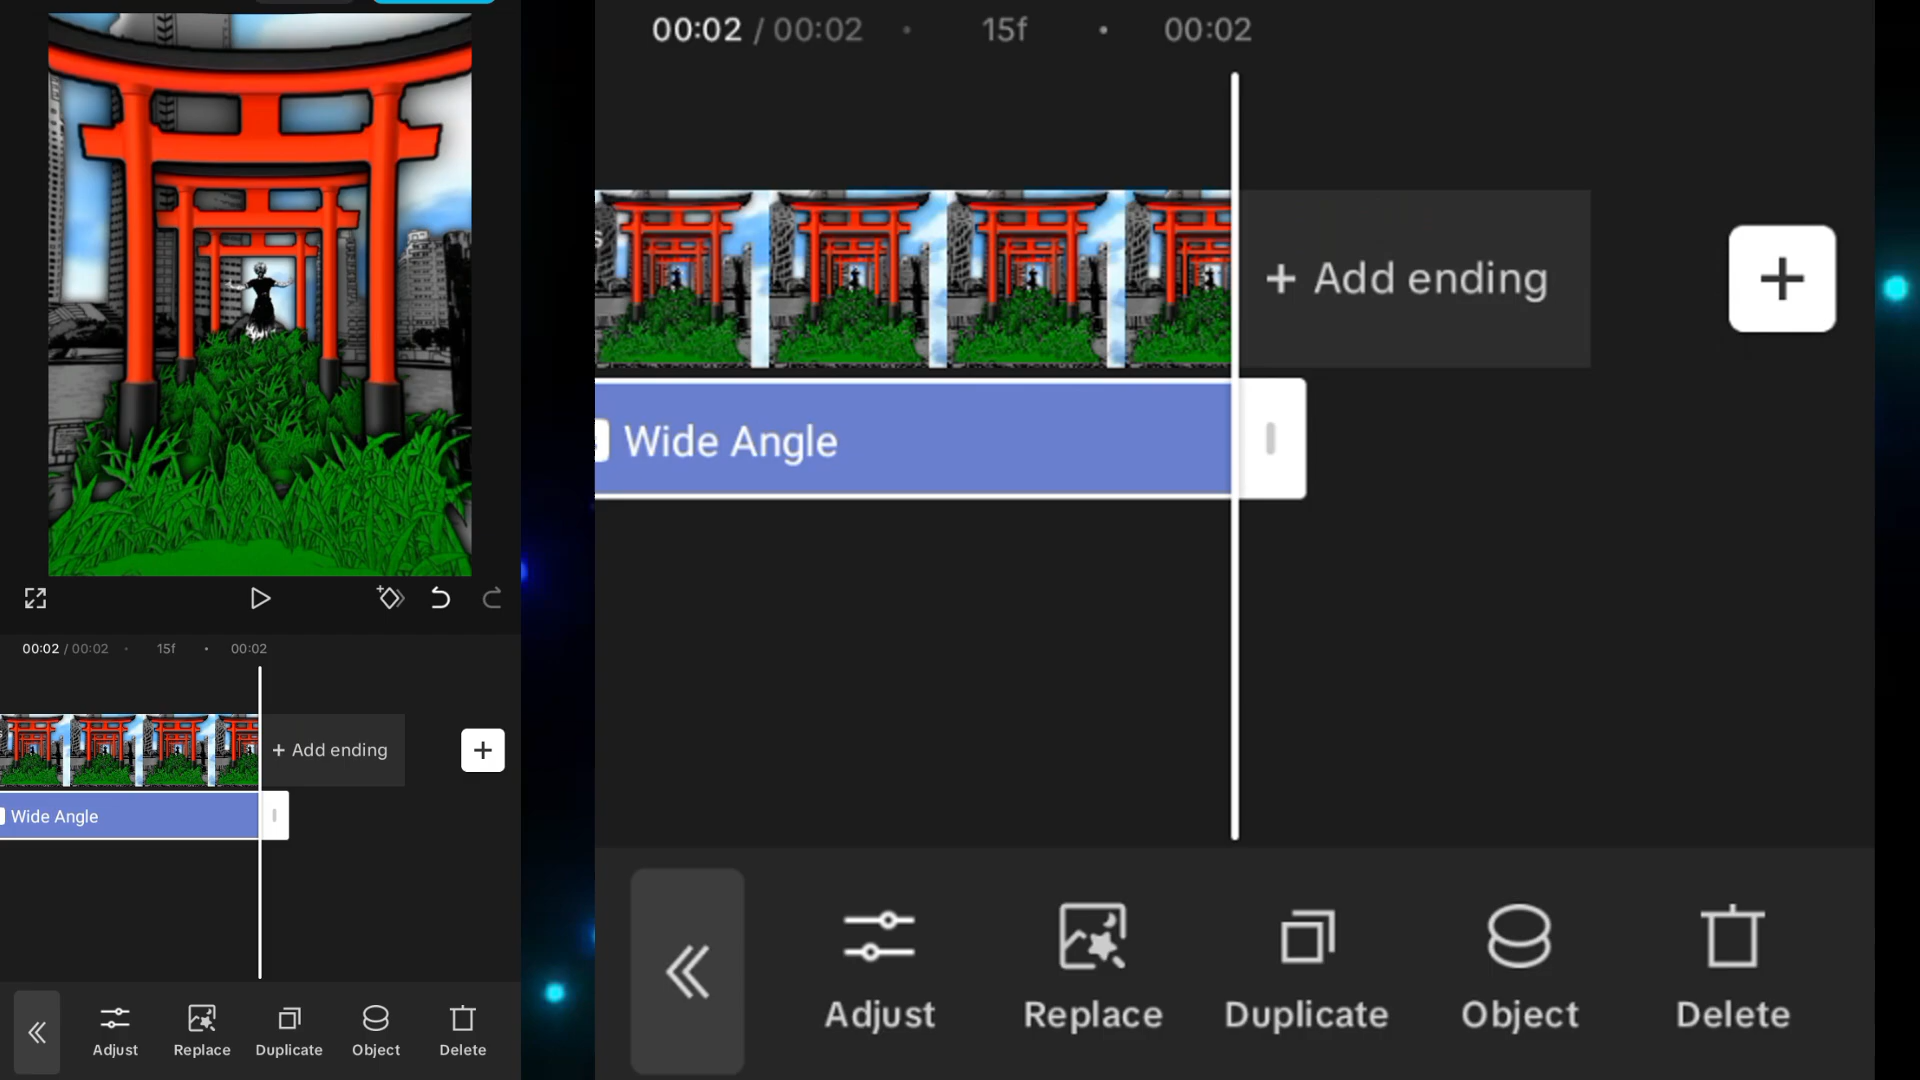 00:02 / 00:02 15f 00:02
+ Add ending
Wide Angle
Adjust Replace Duplicate Object Delete
00:02 / 00:02 15f 00:02
+ Add ending
Wide Angle
Adjust Replace Duplicate Object Delete